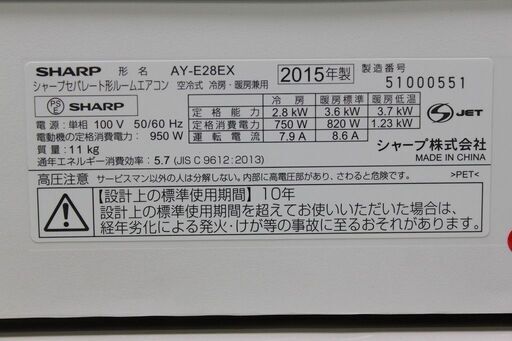 SHARP 形名 AY-E28EX 2015年製 製造番号
シャープセパレート形ルームエアコン 空冷式 冷房・暖房兼用 51000551
PSE SHARP
冷房 暖房標準 暖房低温
定格能力 2.8 kW 3.6 kW 3.7 kW
電源:単相 100 V 50/60 Hz 定格消費電力 750 W 820 W 1.23 kW
電動機の定格消費電力: 950 W 運転電流 7.9 A 8.6 A
S JET
質量:11 kg シャープ株式会社
通年エネルギー消費効率:5.7 (JIS C 9612:2013) MADE IN CHINA
高圧注意 サービスマン以外の人は分解しない。内部に高電圧部があり、さわると危険。 >PET<
【設計上の標準使用期間】10年
設計上の標準使用期間を超えてお使いいただいた場合は、
経年劣化による発火・けが等の事故に至るおそれがあります。